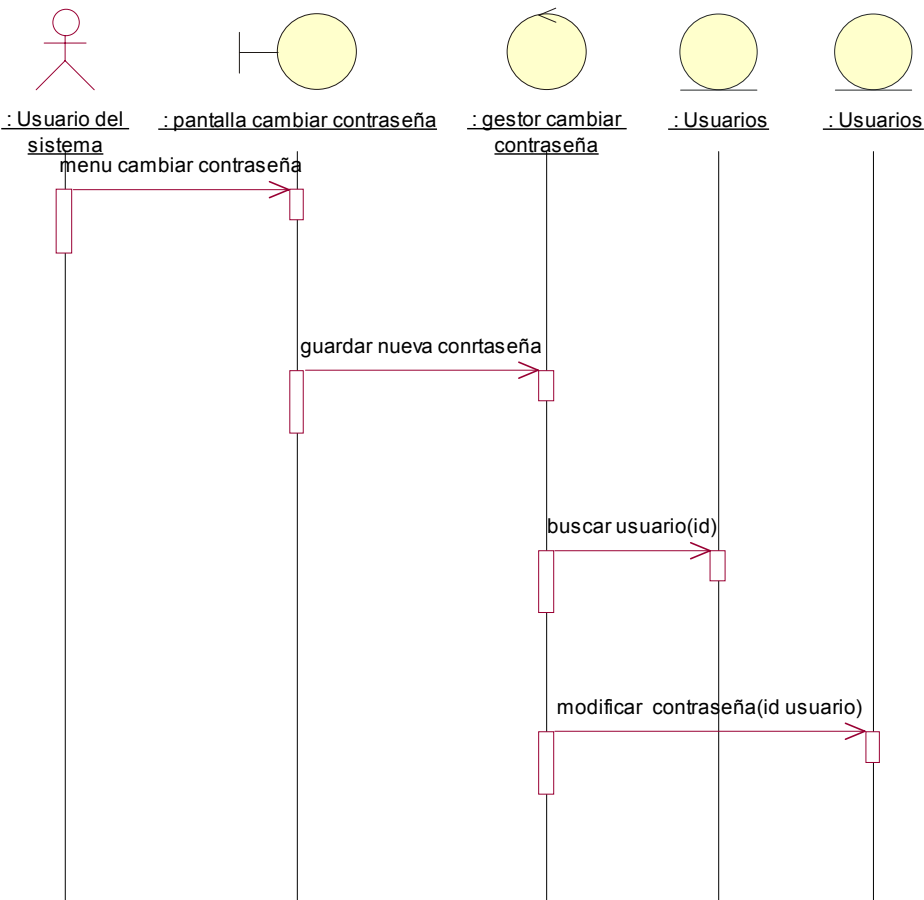 : Usuario del
sistema
: pantalla cambiar contraseña
: gestor cambiar
contraseña
: Usuarios
: Usuarios
menu cambiar contraseña
guardar nueva conrtaseña
buscar usuario(id)
modificar contraseña(id usuario)